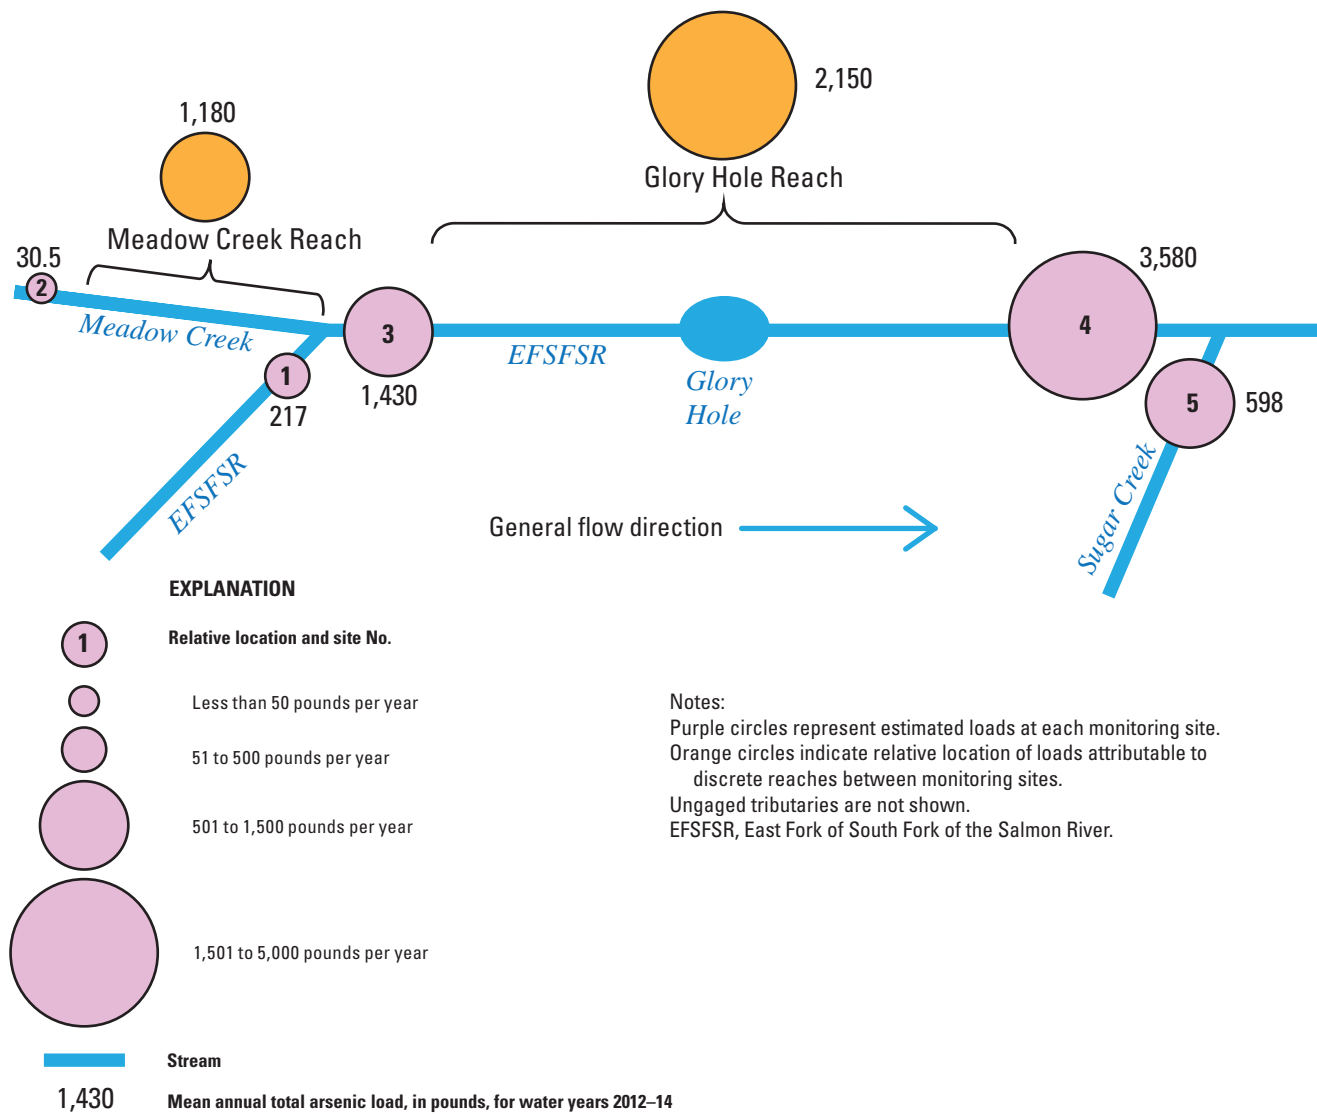 2,150
1,180
Glory Hole Reach
Meadow Creek Reach
30.5
2
3,580
Meadow Creek
3
4
EFSFSR
1
1,430
217
Glory
Hole
5
598
EFSFSR
Sugar Creek
General flow direction
EXPLANATION
1
Relative location and site No.
Less than 50 pounds per year
51 to 500 pounds per year
501 to 1,500 pounds per year
1,501 to 5,000 pounds per year
Notes:
Purple circles represent estimated loads at each monitoring site.
Orange circles indicate relative location of loads attributable to
discrete reaches between monitoring sites.
Ungaged tributaries are not shown.
EFSFSR, East Fork of South Fork of the Salmon River.
Stream
1,430
Mean annual total arsenic load, in pounds, for water years 2012–14